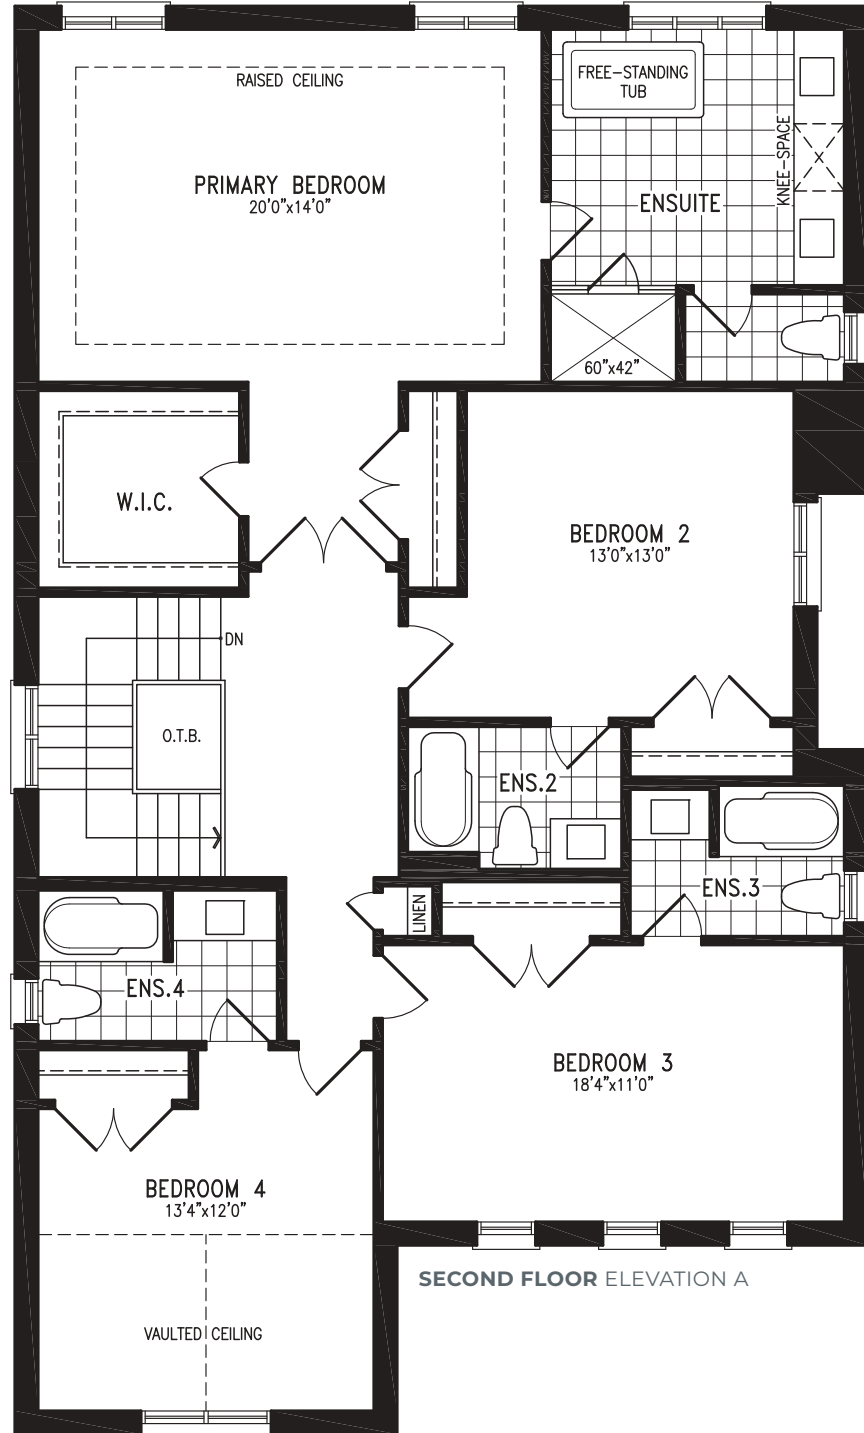 RAISED CEILING
PRIMARY BEDROOM
20'0"x14'0"
FREE-STANDING
TUB
KNEE-SPACE
ENSUITE
60"x42"
W.I.C.
BEDROOM 2
13'0"x13'0"
DN
O.T.B.
ENS.2
ENS.3
LINEN
ENS.4
BEDROOM 3
18'4"x11'0"
BEDROOM 4
13'4"x12'0"
VAULTED CEILING
SECOND FLOOR ELEVATION A